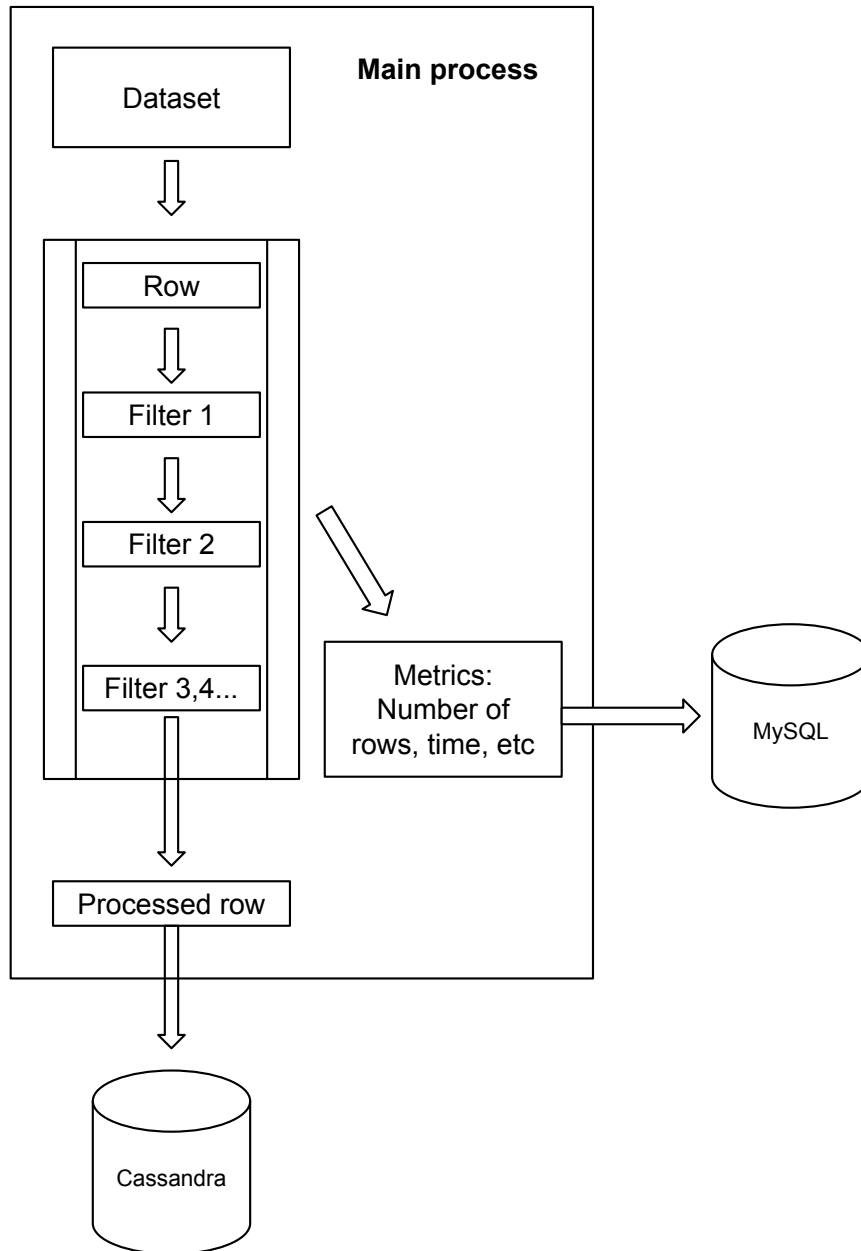 Main process
Dataset
Row
Filter 1
Filter 2
Filter 3,4...
Metrics:
Number of
rows, time, etc
MySQL
Processed row
Cassandra